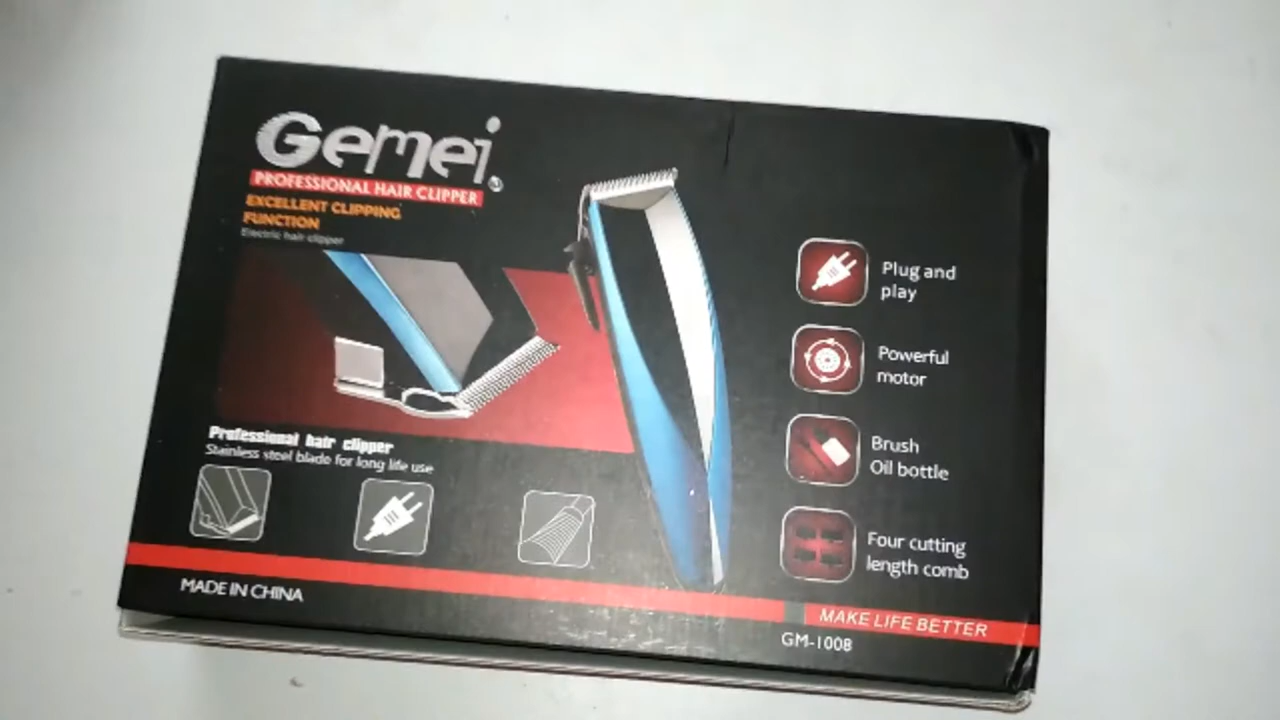 Gemei
PROFESSIONAL HAIR CLIPPER
EXCELLENT CLIPPING
FUNCTION
Electric hair clipper
Plug and
play
Powerful
motor
Brush
Oil bottle
Four cutting
length comb
Professional hair clipper
Stainless steel blade for long life use
MADE IN CHINA
MAKE LIFE BETTER
GM-1008